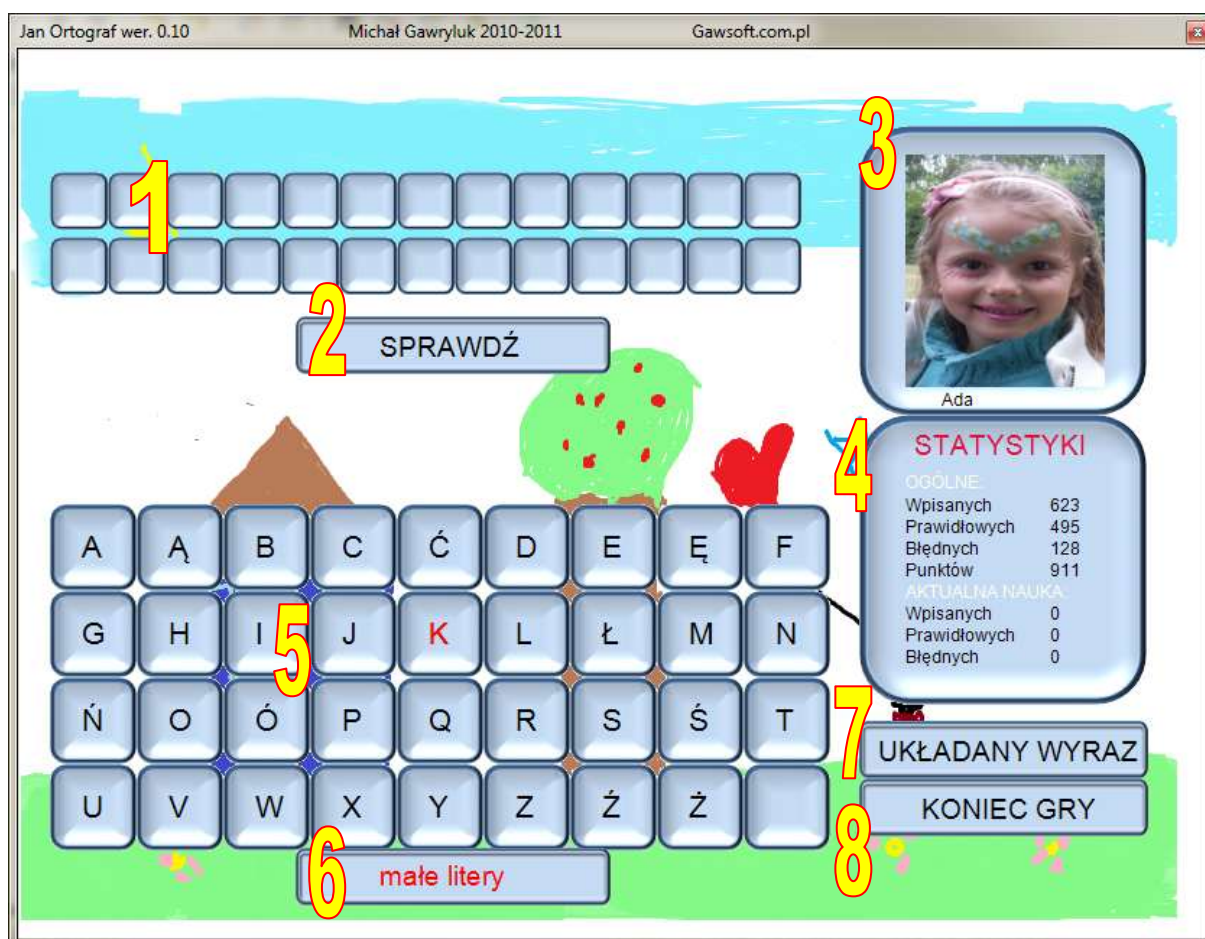 Jan Ortograf wer. 0.10 Michał Gawryluk 2010-2011 Gawsoft.com.pl x
3
1
2
SPRAWDŹ
Ada
4
STATYSTYKI
OGÓLNE:
Wpisanych 623
Prawidłowych 495
Błędnych 128
Punktów 911
AKTUALNA NAUKA:
Wpisanych 0
Prawidłowych 0
Błędnych 0
A Ą B C Ć D E Ę F
G H I J K L Ł M N
5
Ń O Ó P Q R S Ś T
U V W X Y Z Ź Ż
6
małe litery
7
UKŁADANY WYRAZ
8
KONIEC GRY